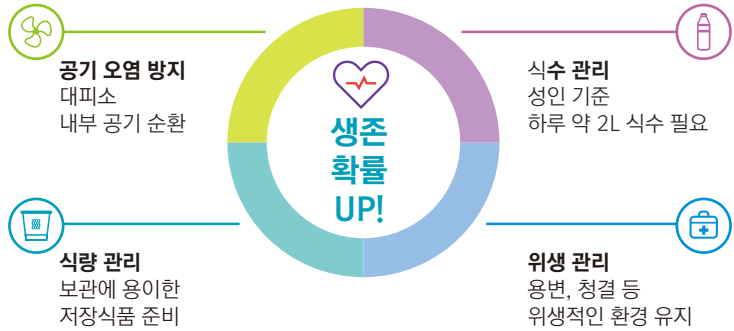 공기 오염 방지
대피소
내부 공기 순환
식수 관리
성인 기준
하루 약 2L 식수 필요
생존
확률
UP!
식량 관리
보관에 용이한
저장식품 준비
위생 관리
용변, 청결 등
위생적인 환경 유지